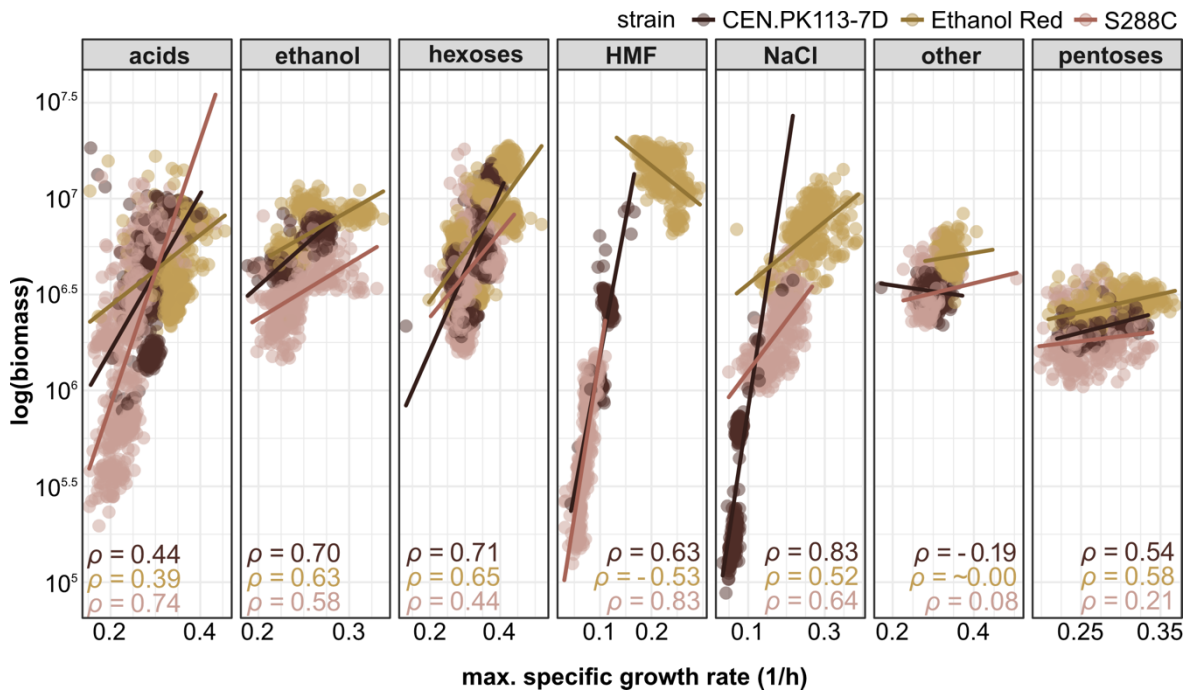 strain CEN.PK113-7D Ethanol Red S288C
acids ethanol hexoses HMF NaCl other pentoses
10^7.5
10^7
10^6.5
10^6
10^5.5
10^5
log(biomass)
ρ = 0.44 ρ = 0.70 ρ = 0.71 ρ = 0.63 ρ = 0.83 ρ = -0.19 ρ = 0.54
ρ = 0.39 ρ = 0.63 ρ = 0.65 ρ = -0.53 ρ = 0.52 ρ = ~0.00 ρ = 0.58
ρ = 0.74 ρ = 0.58 ρ = 0.44 ρ = 0.83 ρ = 0.64 ρ = 0.08 ρ = 0.21
0.2 0.4 0.2 0.3 0.2 0.4 0.1 0.2 0.1 0.3 0.2 0.4 0.25 0.35
max. specific growth rate (1/h)